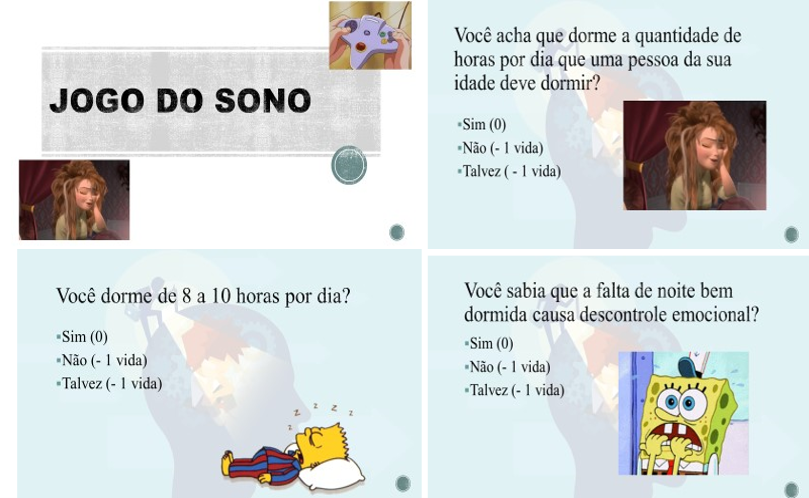 JOGO DO SONO
Você acha que dorme a quantidade de
horas por dia que uma pessoa da sua
idade deve dormir?
▪Sim (0)
▪Não (- 1 vida)
▪Talvez ( - 1 vida)
Você dorme de 8 a 10 horas por dia?
▪Sim (0)
▪Não (- 1 vida)
▪Talvez (- 1 vida)
z z z z
Você sabia que a falta de noite bem
dormida causa descontrole emocional?
▪Sim (0)
▪Não (- 1 vida)
▪Talvez (- 1 vida)